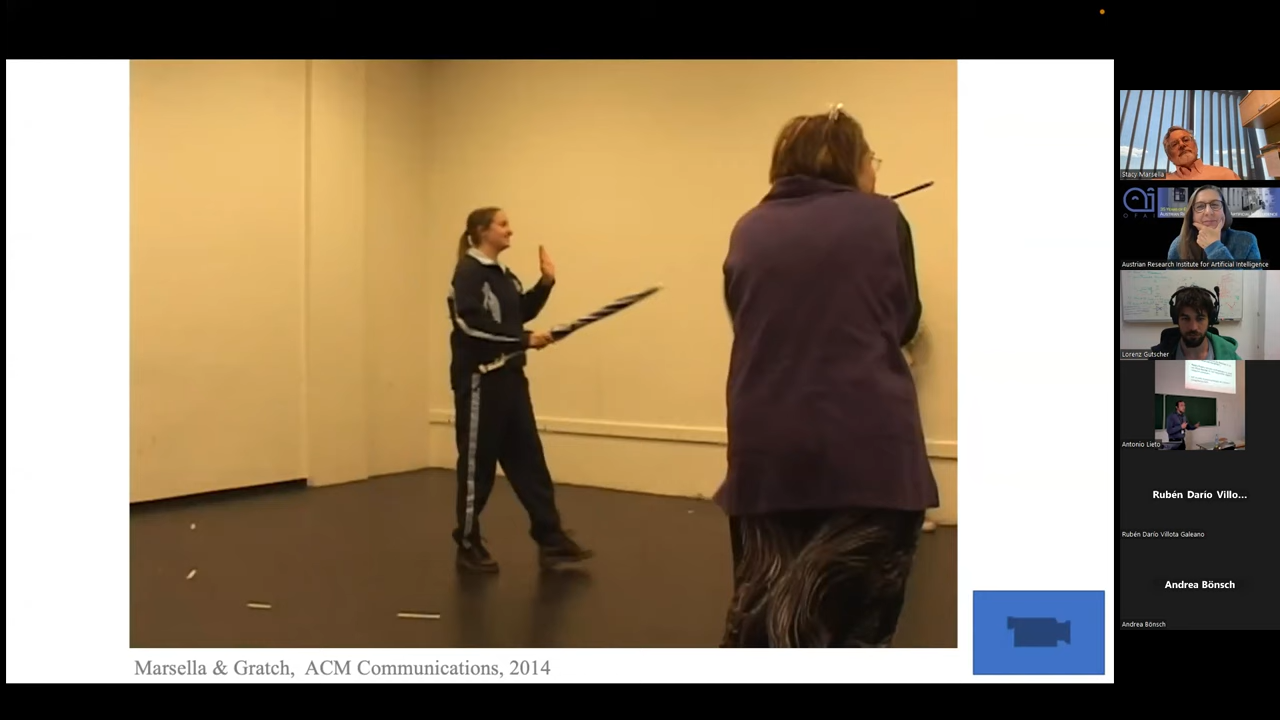 Marsella & Gratch, ACM Communications, 2014
Stacy Marsella
Austrian Research Institute for Artificial Intelligence
Lorenz Gutscher
Antonio Lieto
Rubén Darío Villo...
Rubén Darío Villota Galeano
Andrea Bönsch
Andrea Bönsch